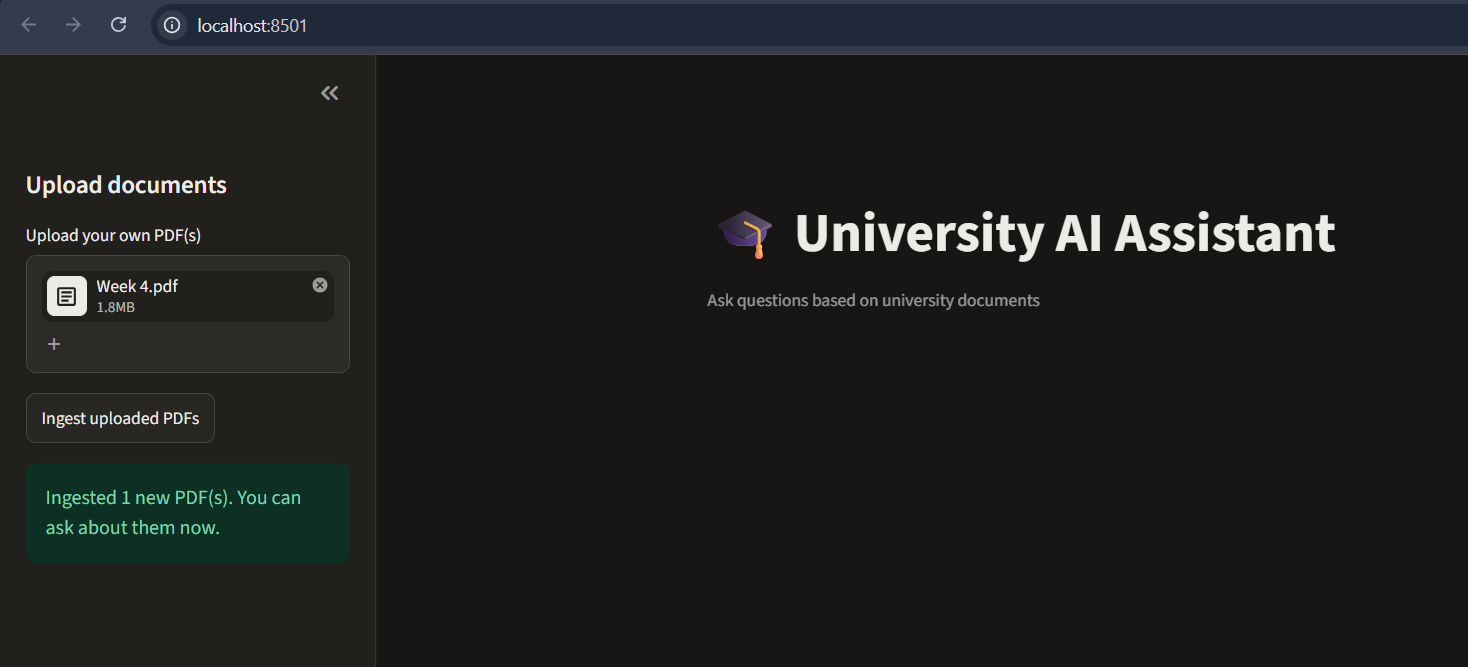 localhost:8501
Upload documents
Upload your own PDF(s)
Week 4.pdf
1.8MB
Ingest uploaded PDFs
Ingested 1 new PDF(s). You can
ask about them now.
University AI Assistant
Ask questions based on university documents